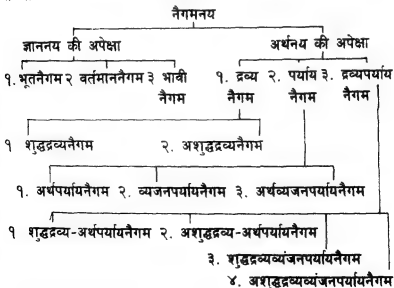 नैगमनय
ज्ञाननय की अपेक्षा अर्थनय की अपेक्षा
१. भूतनैगम २ वर्तमाननैगम ३ भावी १. द्रव्य २. पर्याय ३. द्रव्यपर्याय
नैगम नैगम नैगम नैगम
१ शुद्धद्रव्यनैगम २. अशुद्धद्रव्यनैगम
१. अर्थपर्यायनैगम २. व्यजनपर्यायनैगम ३. अर्थव्यजनपर्यायनैगम
१ शुद्धद्रव्य-अर्थपर्यायनैगम २. अशुद्धद्रव्य-अर्थपर्यायनैगम
३. शुद्धद्रव्यव्यंजनपर्यायनैगम
४. अशुद्धद्रव्यव्यंजनपर्यायनैगम